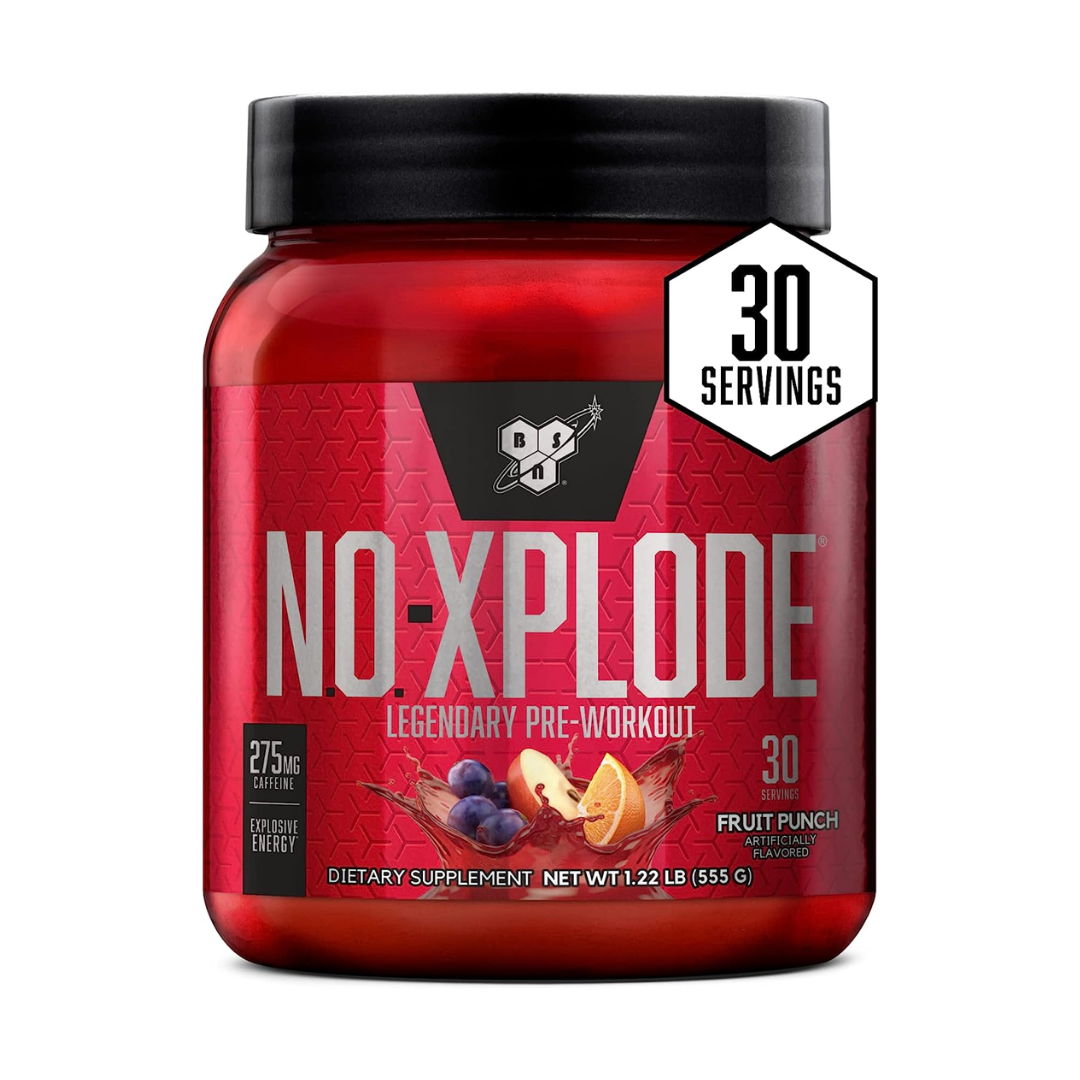 30
SERVINGS
B S
n ®
N.O.-XPLODE®
LEGENDARY PRE-WORKOUT
275MG
CAFFEINE
EXPLOSIVE
ENERGY*
30
SERVINGS
FRUIT PUNCH
ARTIFICIALLY
FLAVORED
DIETARY SUPPLEMENT NET WT 1.22 LB (555 G)